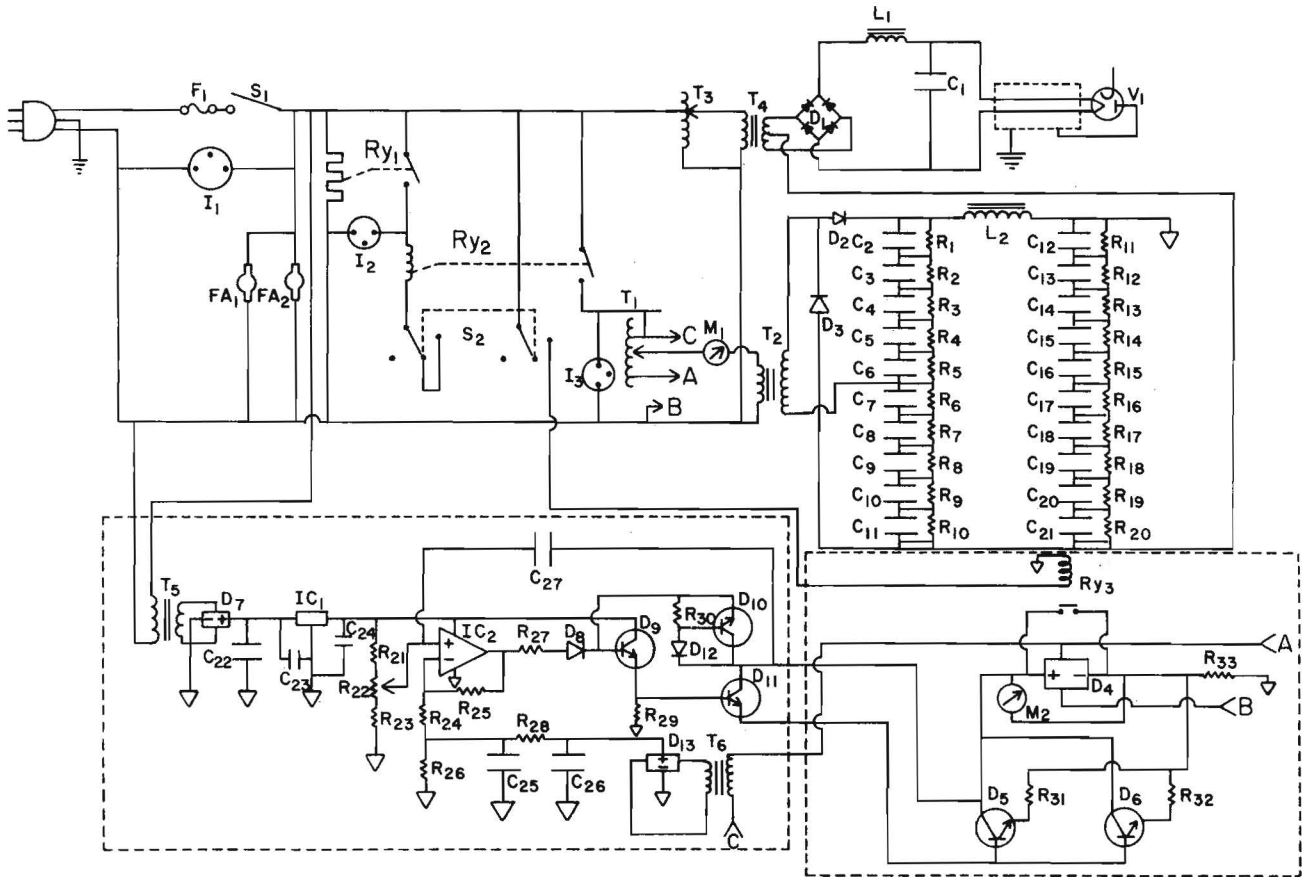 L1
F1
S1
T3
T4
D1
C1
V1
I1
Ry1
I2
Ry2
FA1
FA2
S2
I3
T1
C
M1
A
B
T2
D3
D2
L2
C2
R1
C3
R2
C4
R3
C5
R4
C6
R5
C7
R6
C8
R7
C9
R8
C10
R9
C11
R10
C12
R11
C13
R12
C14
R13
C15
R14
C16
R15
C17
R16
C18
R17
C19
R18
C20
R19
C21
R20
T5
D7
IC1
C22
C23
C24
R21
R22
R23
C27
+
-
IC2
R24
R25
R26
R27
D8
D9
R28
R29
C25
C26
D13
R30
D10
D12
D11
T6
C
Ry3
A
+
-
D4
R33
M2
B
D5
R31
D6
R32